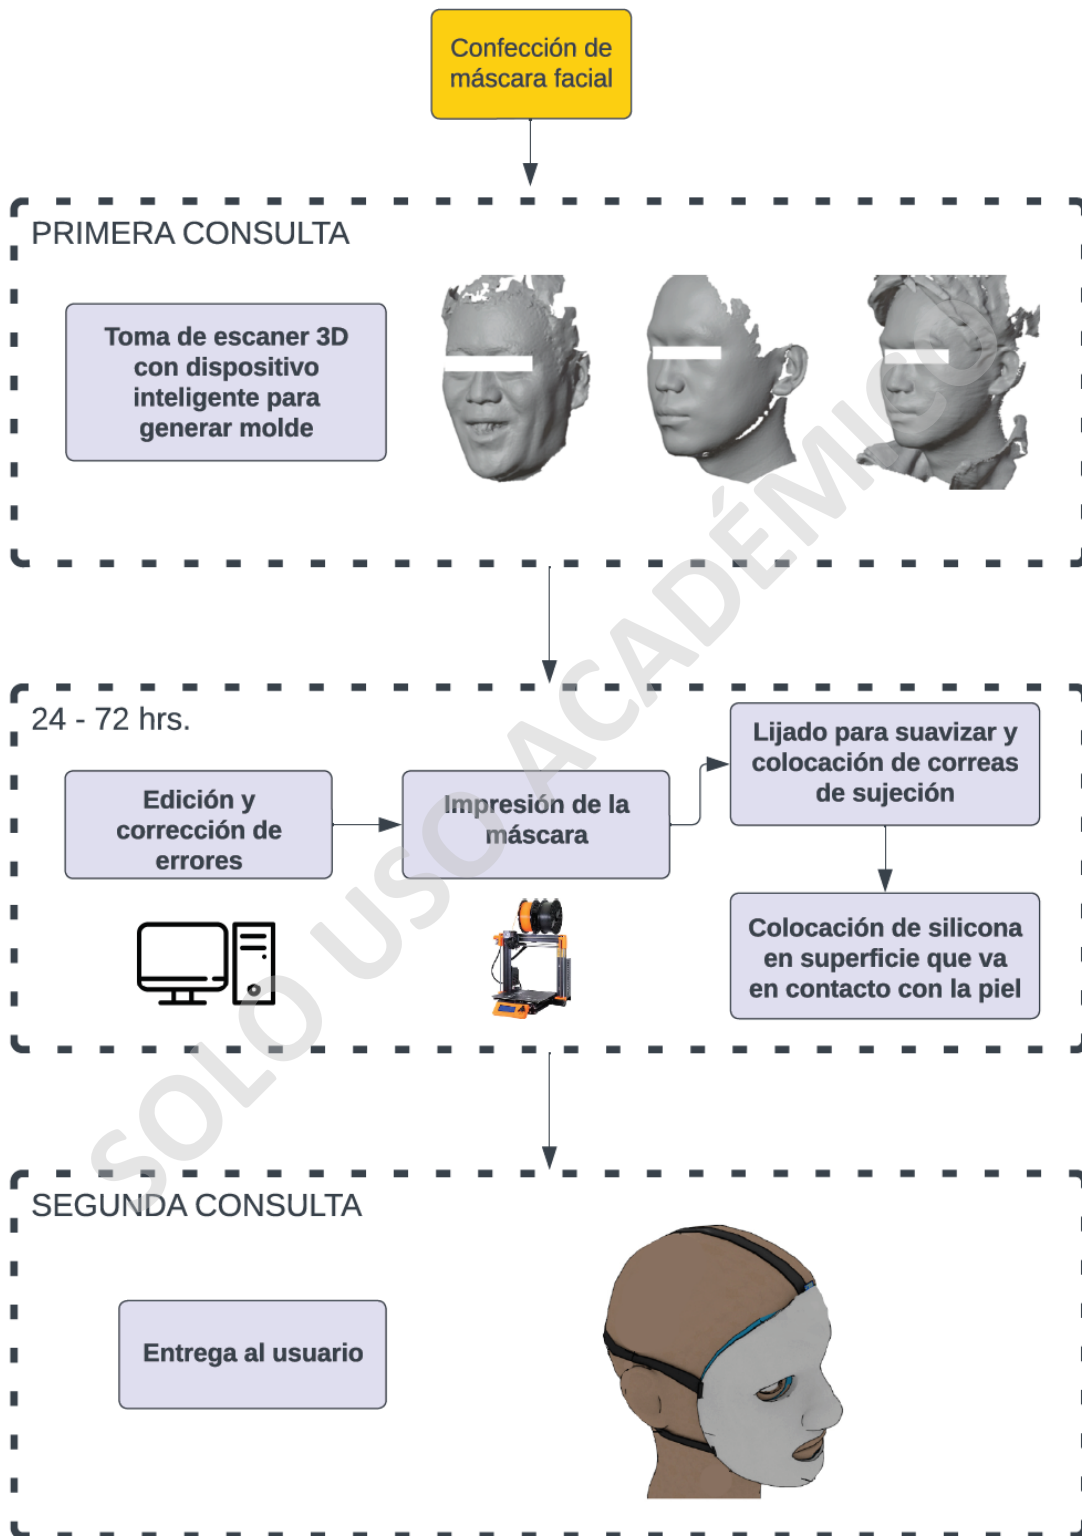 Confección de
máscara facial
PRIMERA CONSULTA
Toma de escaner 3D
con dispositivo
inteligente para
generar molde
24 - 72 hrs.
Edición y
corrección de
errores
Impresión de la
máscara
Lijado para suavizar y
colocación de correas
de sujeción
Colocación de silicona
en superficie que va
en contacto con la piel
SEGUNDA CONSULTA
Entrega al usuario
SOLO USO ACADÉMICO